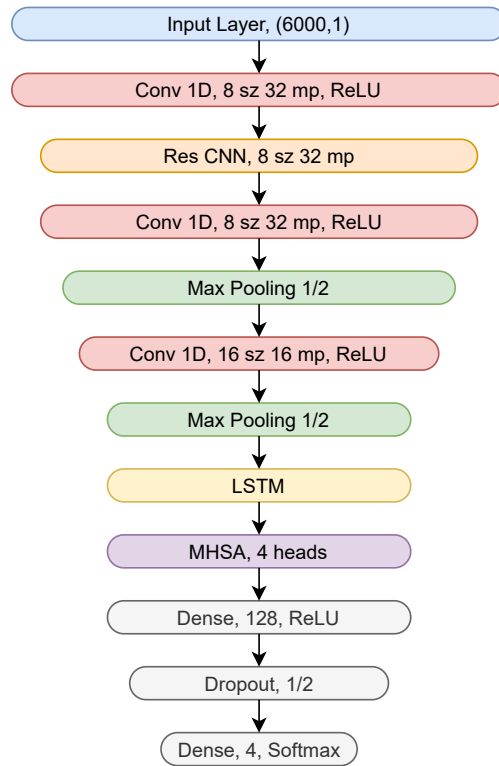 Input Layer, (6000,1)
Conv 1D, 8 sz 32 mp, ReLU
Res CNN, 8 sz 32 mp
Conv 1D, 8 sz 32 mp, ReLU
Max Pooling 1/2
Conv 1D, 16 sz 16 mp, ReLU
Max Pooling 1/2
LSTM
MHSA, 4 heads
Dense, 128, ReLU
Dropout, 1/2
Dense, 4, Softmax